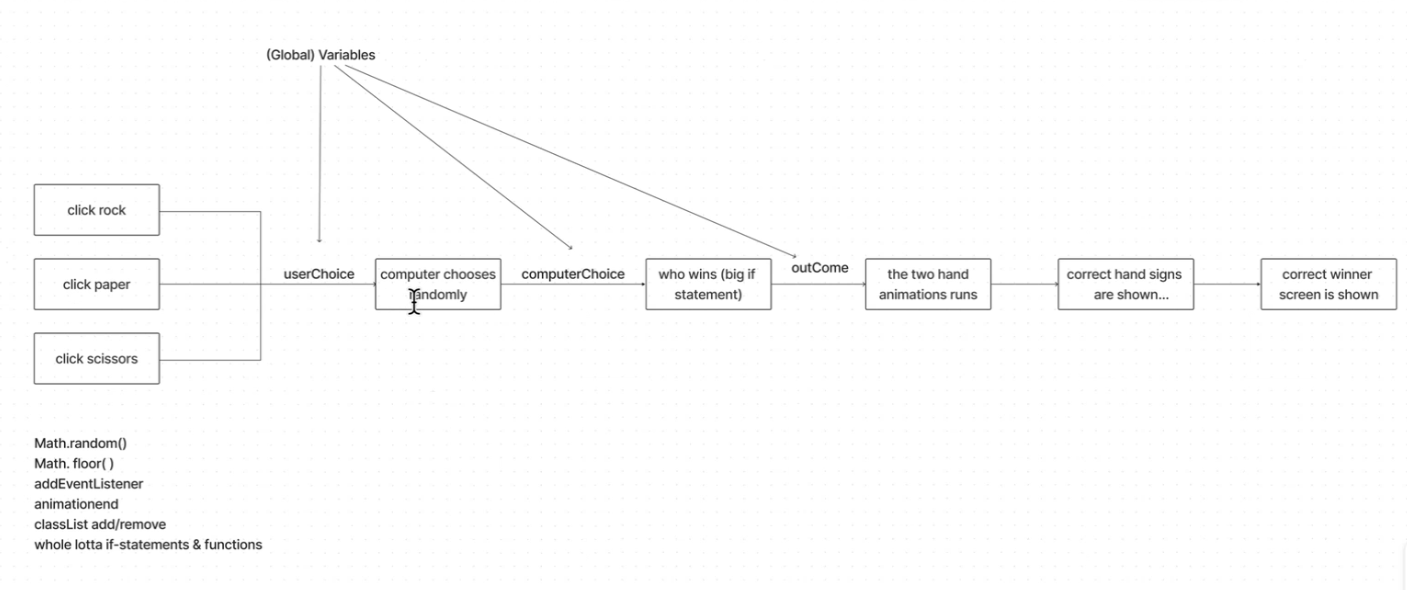 (Global) Variables
click rock
click paper
click scissors
userChoice
computer chooses
randomly
computerChoice
who wins (big if
statement)
outCome
the two hand
animations runs
correct hand signs
are shown...
correct winner
screen is shown
Math.random()
Math. floor( )
addEventListener
animationend
classList add/remove
whole lotta if-statements & functions